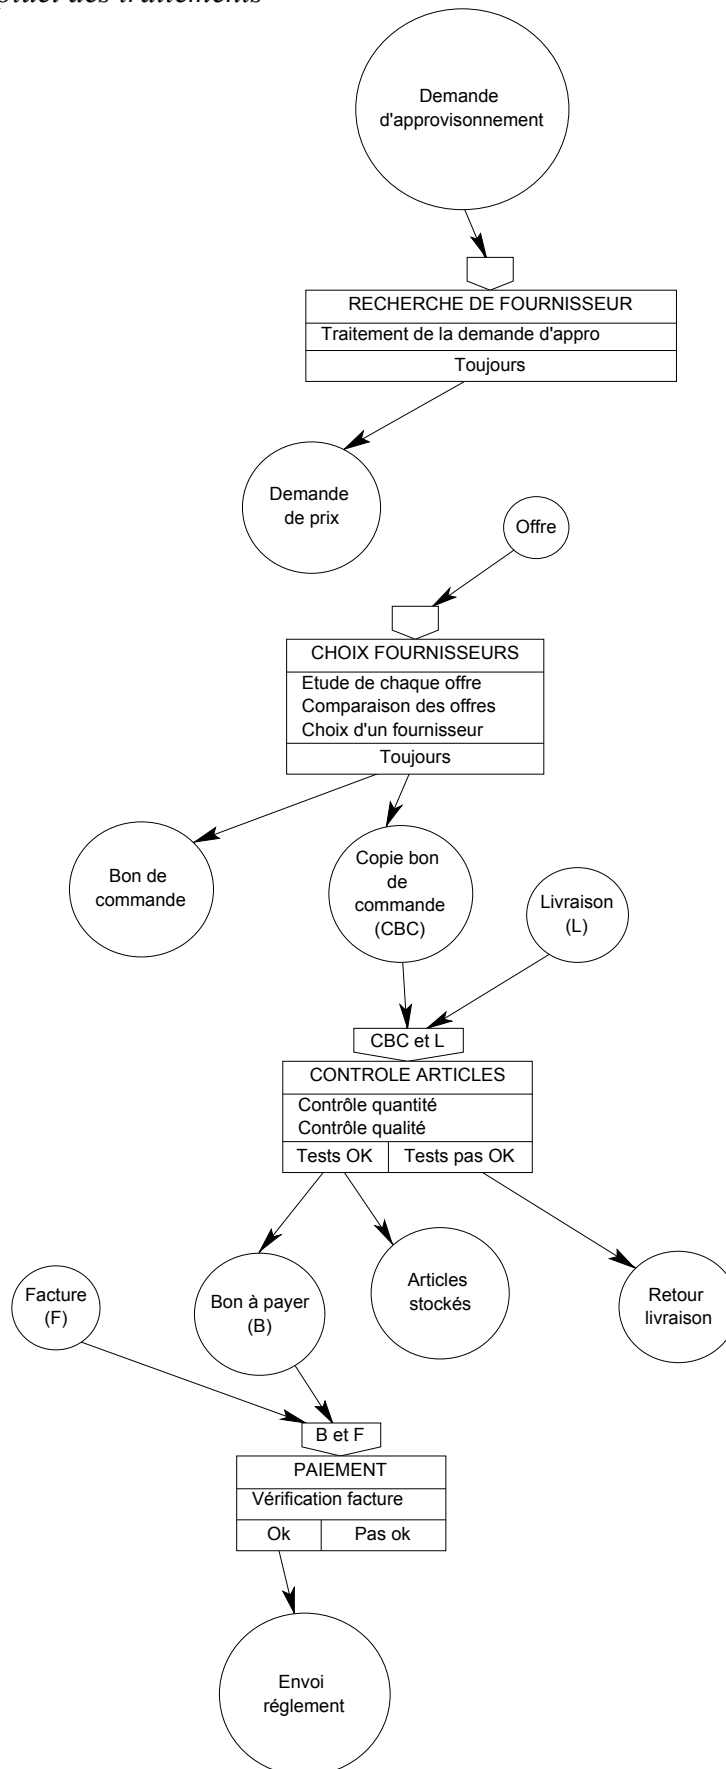 des traitements
Demande
d'approvisonnement
RECHERCHE DE FOURNISSEUR
Traitement de la demande d'appro
Toujours
Demande
de prix
Offre
CHOIX FOURNISSEURS
Etude de chaque offre
Comparaison des offres
Choix d'un fournisseur
Toujours
Bon de
commande
Copie bon
de
commande
(CBC)
Livraison
(L)
CBC et L
CONTROLE ARTICLES
Contrôle quantité
Contrôle qualité
Tests OK
Tests pas OK
Facture
(F)
Bon à payer
(B)
Articles
stockés
Retour
livraison
B et F
PAIEMENT
Vérification facture
Ok
Pas ok
Envoi
réglement